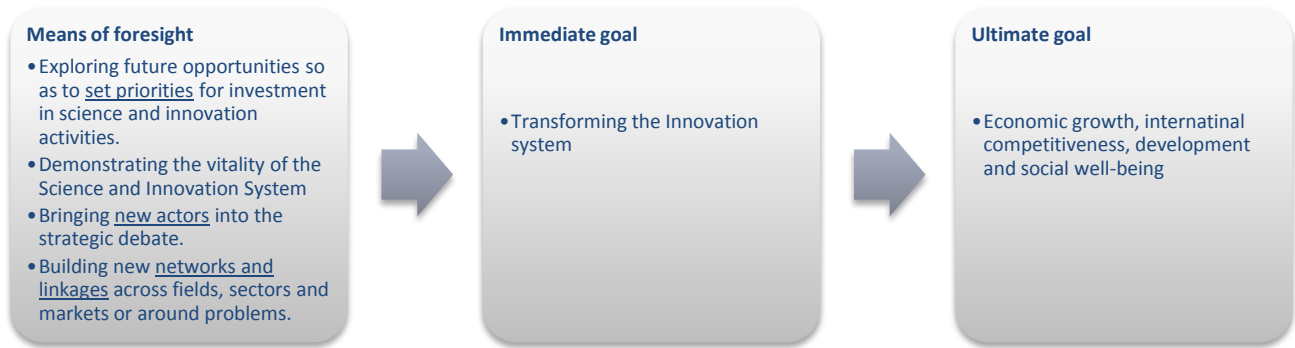 Means of foresight
•Exploring future opportunities so
as to set priorities for investment
in science and innovation
activities.
•Demonstrating the vitality of the
Science and Innovation System
•Bringing new actors into the
strategic debate.
•Building new networks and
linkages across fields, sectors and
markets or around problems.
Immediate goal
•Transforming the Innovation
system
Ultimate goal
•Economic growth, internatinal
competitiveness, development
and social well-being